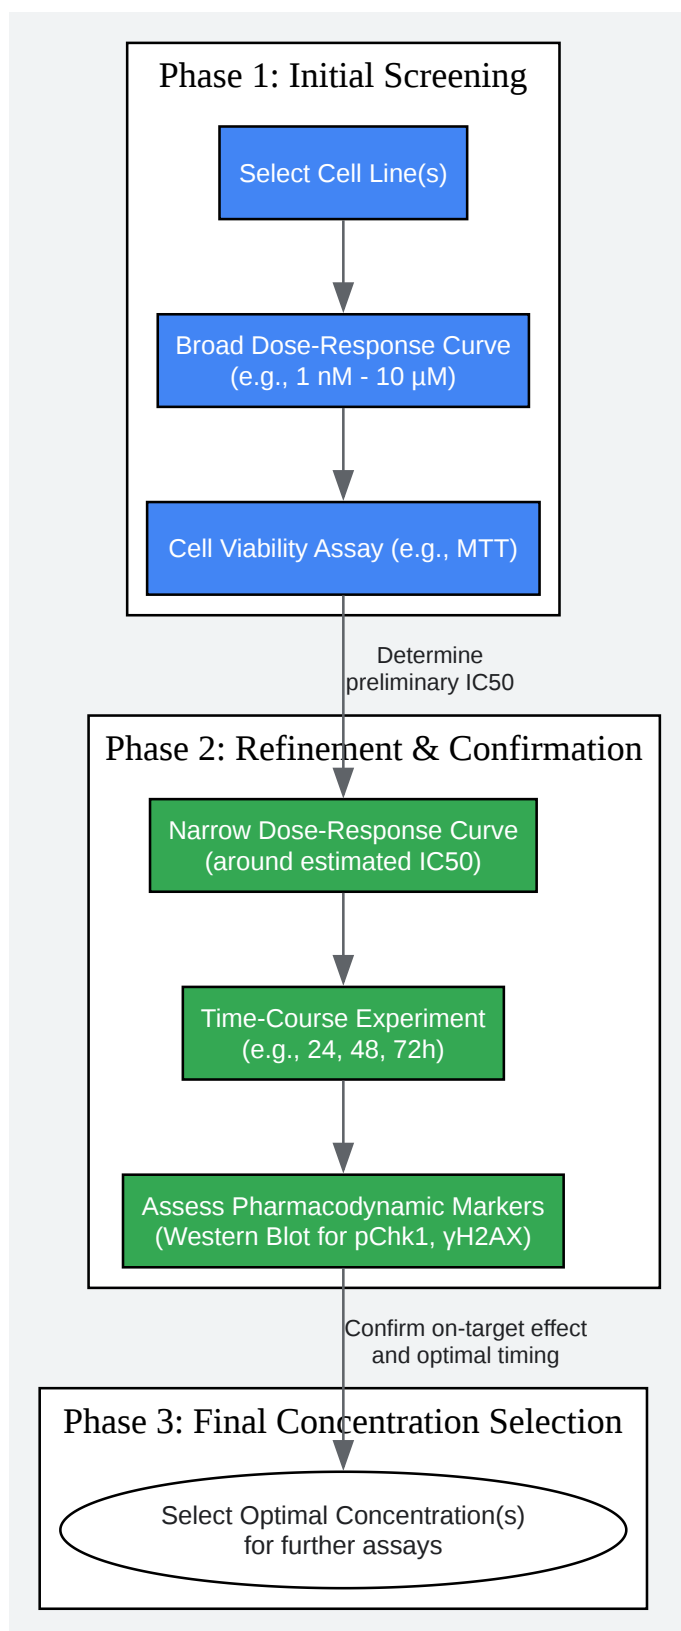 Phase 1: Initial Screening
Select Cell Line(s)
Broad Dose-Response Curve
(e.g., 1 nM - 10 µM)
Cell Viability Assay (e.g., MTT)
Determine
preliminary IC50
Phase 2: Refinement & Confirmation
Narrow Dose-Response Curve
(around estimated IC50)
Time-Course Experiment
(e.g., 24, 48, 72h)
Assess Pharmacodynamic Markers
(Western Blot for pChk1, γH2AX)
Confirm on-target effect
and optimal timing
Phase 3: Final Concentration Selection
Select Optimal Concentration(s)
for further assays